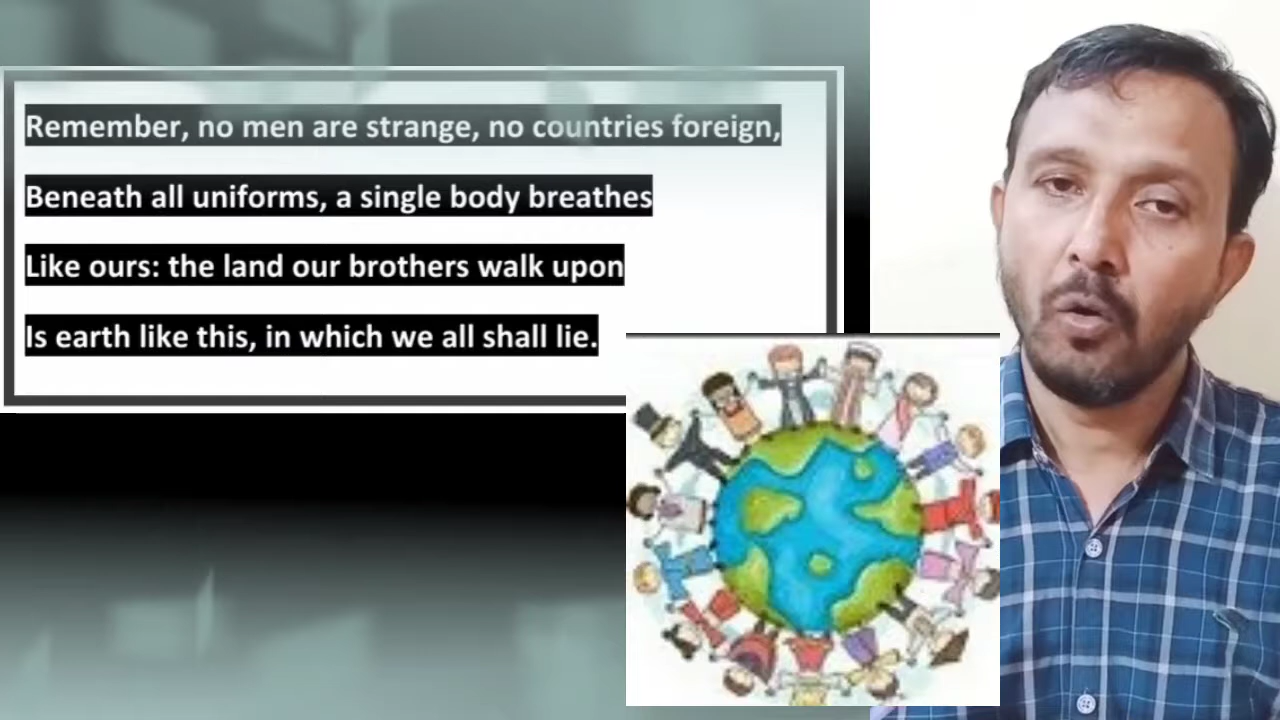 Remember, no men are strange, no countries foreign,
Beneath all uniforms, a single body breathes
Like ours: the land our brothers walk upon
Is earth like this, in which we all shall lie.